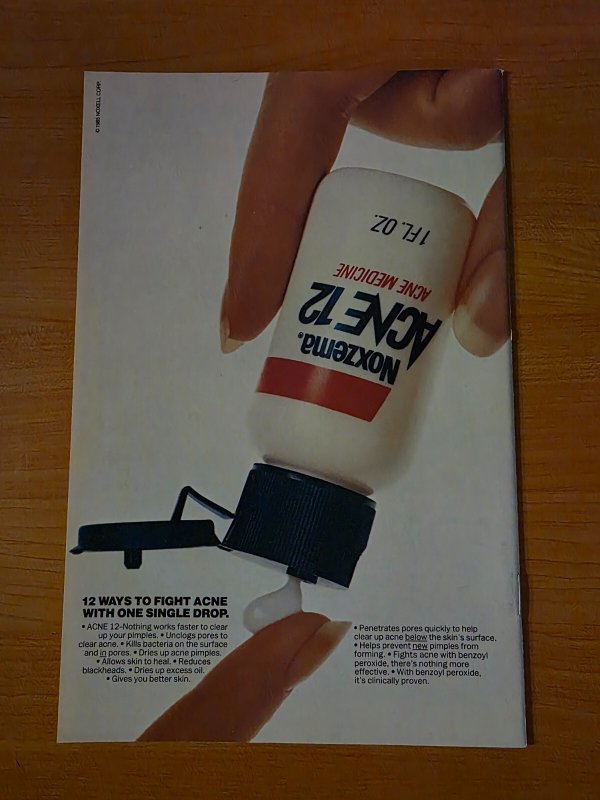 © 1985 NOXELL CORP.
1 FL. OZ.
ACNE MEDICINE
ACNE 12
Noxzema®
12 WAYS TO FIGHT ACNE
WITH ONE SINGLE DROP.
• ACNE 12-Nothing works faster to clear
up your pimples. • Unclogs pores to
clear acne. • Kills bacteria on the surface
and in pores. • Dries up acne pimples.
• Allows skin to heal. • Reduces
blackheads. • Dries up excess oil.
• Gives you better skin.
• Penetrates pores quickly to help
clear up acne below the skin's surface.
• Helps prevent new pimples from
forming. • Fights acne with benzoyl
peroxide, there's nothing more
effective. • With benzoyl peroxide,
it's clinically proven.